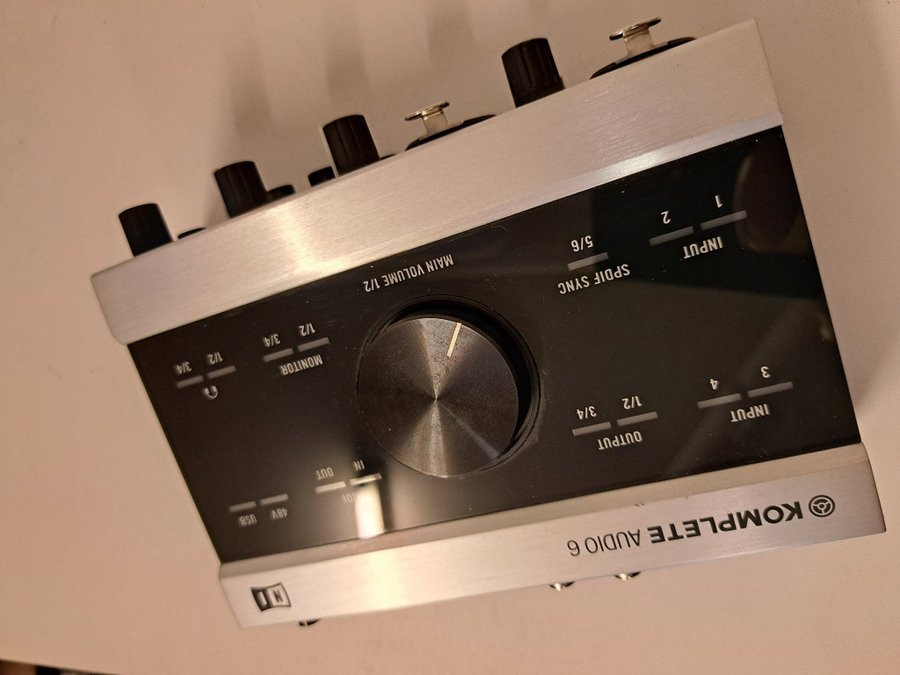 KOMPLETE AUDIO 6
NI
INPUT
3 4
OUTPUT
1/2 3/4
MIDI
IN OUT
48V USB
INPUT
1 2
SPDIF SYNC
5/6
MAIN VOLUME 1/2
MONITOR
1/2 3/4
1/2 3/4